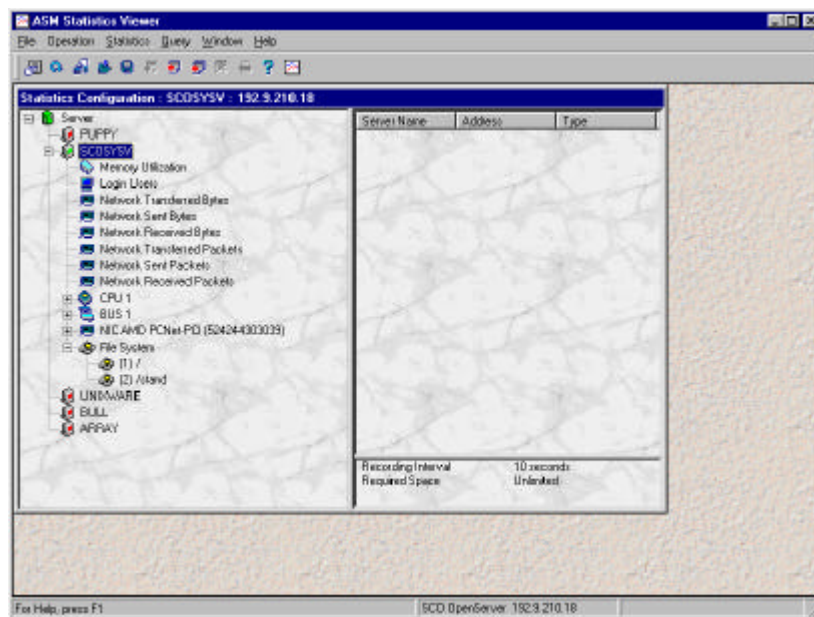 ASM Statistics Viewer
File Operation Statistics Query Window Help
Statistics Configuration : SCOSYSV : 192.9.210.18
Server
PUPPY
SCOSYSV
Memory Utilization
Login Users
Network Transferred Bytes
Network Sent Bytes
Network Received Bytes
Network Transferred Packets
Network Sent Packets
Network Received Packets
CPU 1
BUS 1
NIC AMD PCNet-PCI (524244303039)
File System
(1) /
(2) /stand
UNIXWARE
BULL
ARRAY
Server Name Address Type
Recording Interval 10 seconds
Required Space Unlimited
For Help, press F1 SCO OpenServer 192.9.210.18